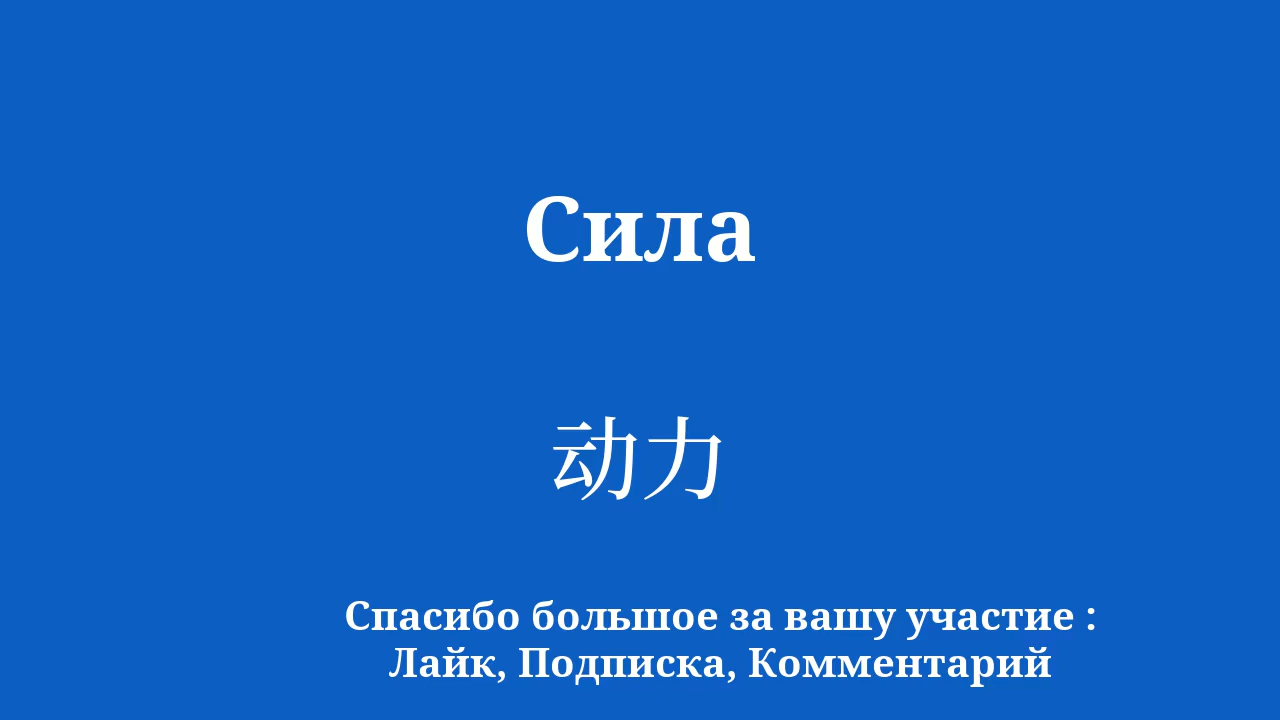 Сила
动力
Спасибо большое за вашу участие :
Лайк, Подписка, Комментарий